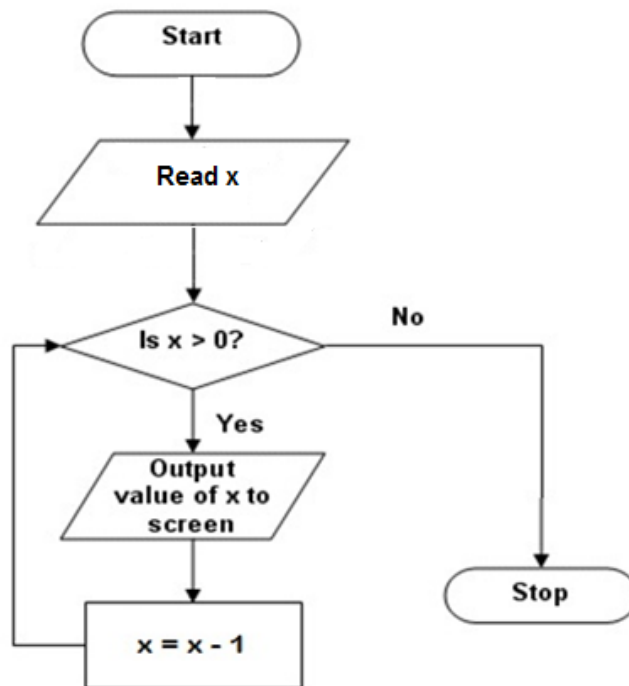 Start
Read x
Is x > 0?
No
Yes
Output
value of x to
screen
Stop
x = x - 1